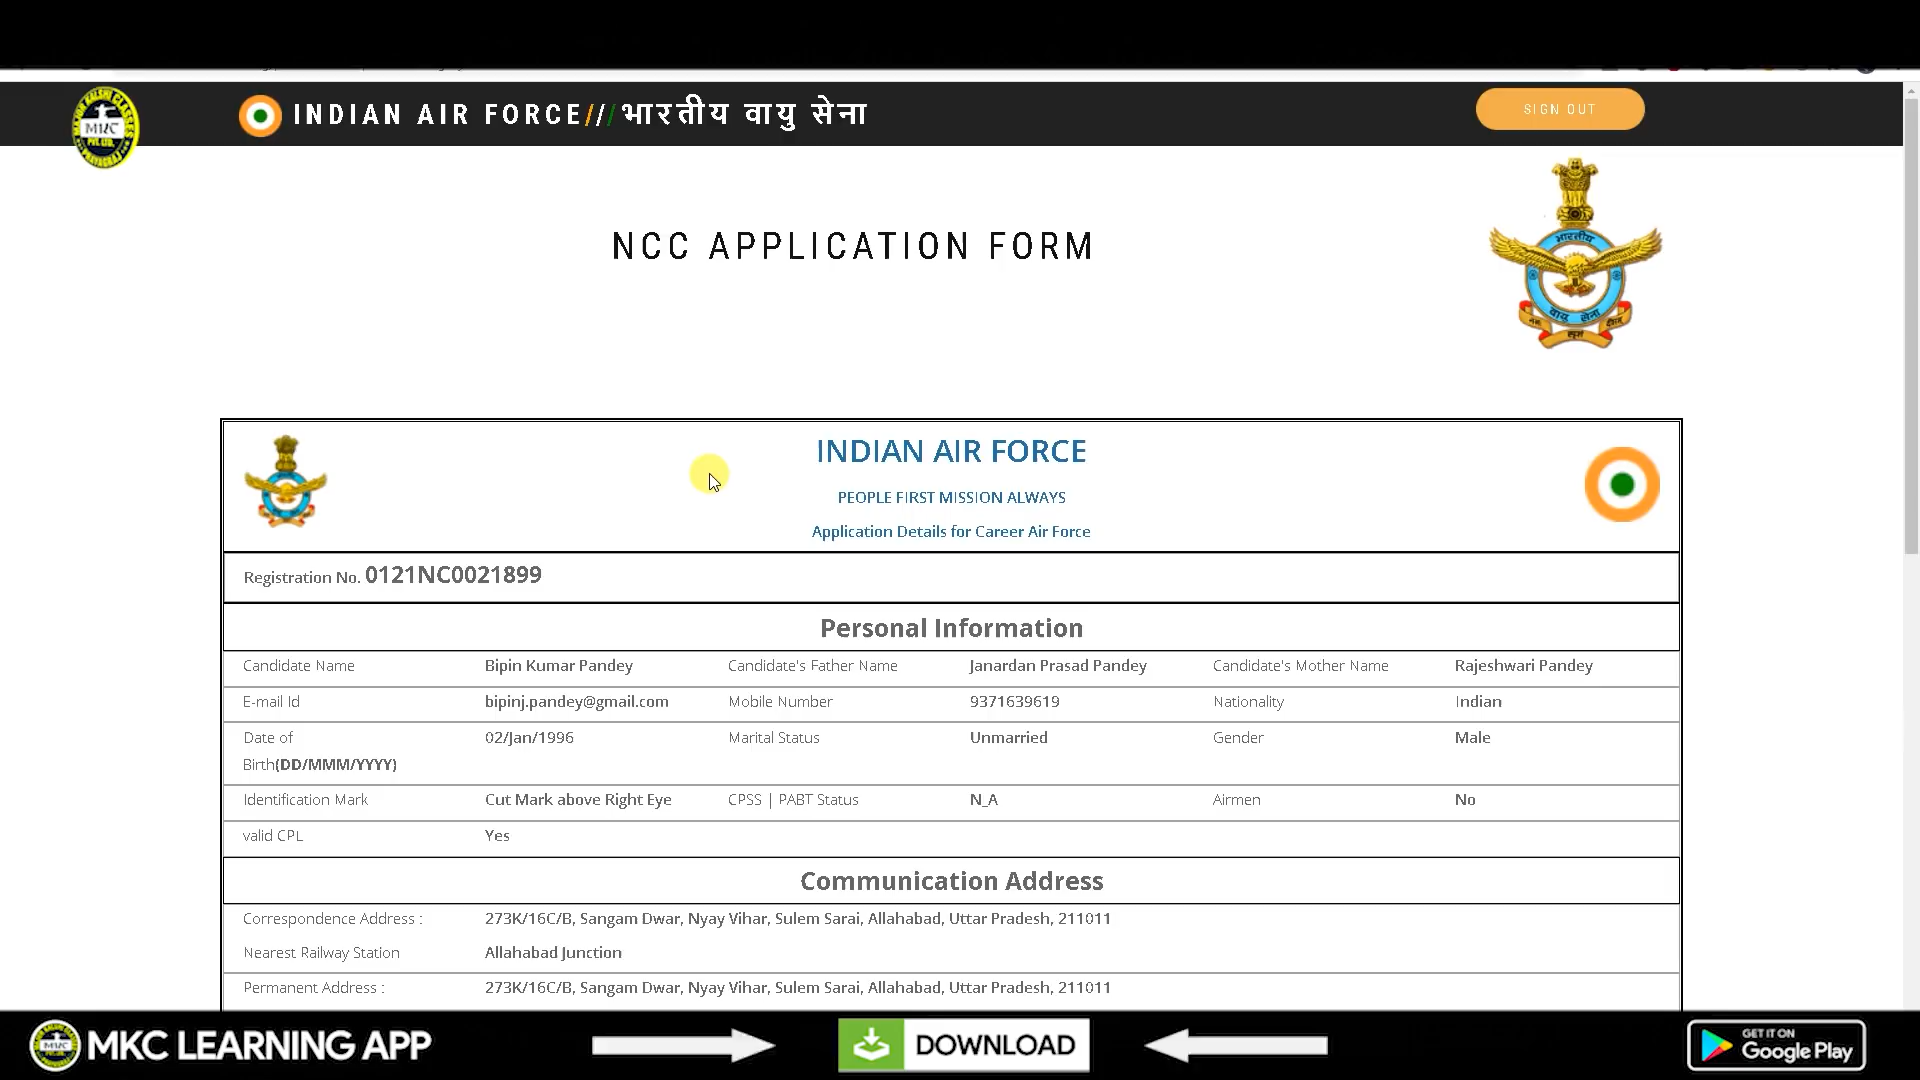 INDIAN AIR FORCE///भारतीय वायु सेना
SIGN OUT
MKC
PVT. LTD.
PRAYAGRAJ
NCC APPLICATION FORM
भारतीय
वायु सेना
INDIAN AIR FORCE
PEOPLE FIRST MISSION ALWAYS
Application Details for Career Air Force
Registration No. 0121NC0021899
Personal Information
Candidate Name Bipin Kumar Pandey Candidate's Father Name Janardan Prasad Pandey Candidate's Mother Name Rajeshwari Pandey
E-mail Id bipinj.pandey@gmail.com Mobile Number 9371639619 Nationality Indian
Date of 02/Jan/1996 Marital Status Unmarried Gender Male
Birth(DD/MMM/YYYY)
Identification Mark Cut Mark above Right Eye CPSS | PABT Status N_A Airmen No
valid CPL Yes
Communication Address
Correspondence Address : 273K/16C/B, Sangam Dwar, Nyay Vihar, Sulem Sarai, Allahabad, Uttar Pradesh, 211011
Nearest Railway Station Allahabad Junction
Permanent Address : 273K/16C/B, Sangam Dwar, Nyay Vihar, Sulem Sarai, Allahabad, Uttar Pradesh, 211011
MKC LEARNING APP
DOWNLOAD
GET IT ON
Google Play